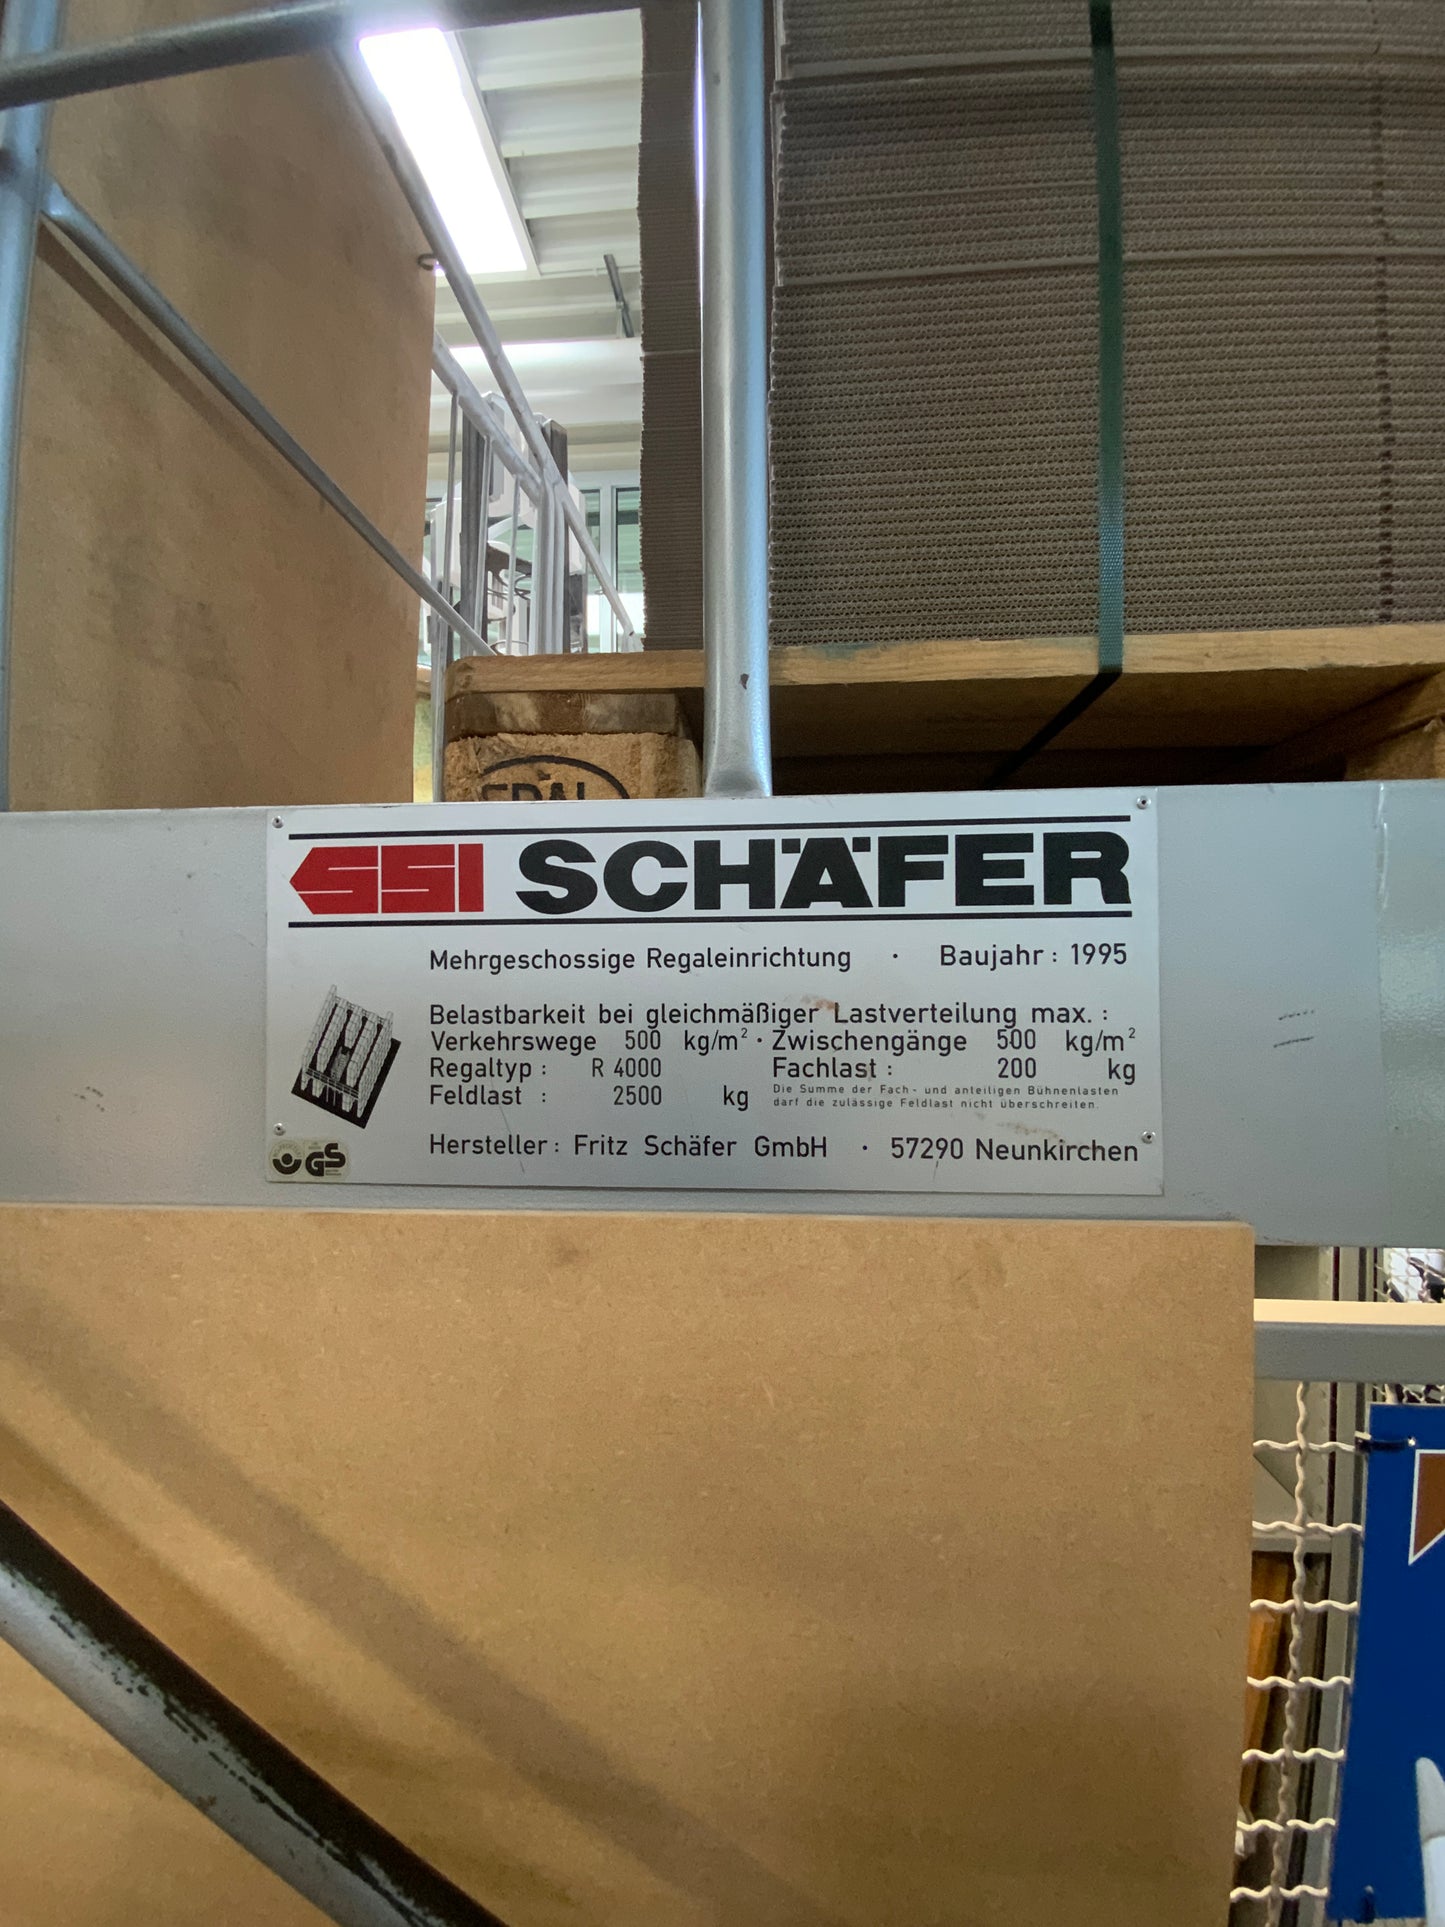 EPAL
SSI SCHÄFER
Mehrgeschossige Regaleinrichtung · Baujahr : 1995
Belastbarkeit bei gleichmäßiger Lastverteilung max. :
Verkehrswege 500 kg/m² · Zwischengänge 500 kg/m²
Regaltyp : R 4000 Fachlast : 200 kg
Feldlast : 2500 kg Die Summe der Fach- und anteiligen Bühnenlasten
darf die zulässige Feldlast nicht überschreiten.
Hersteller : Fritz Schäfer GmbH · 57290 Neunkirchen
GS